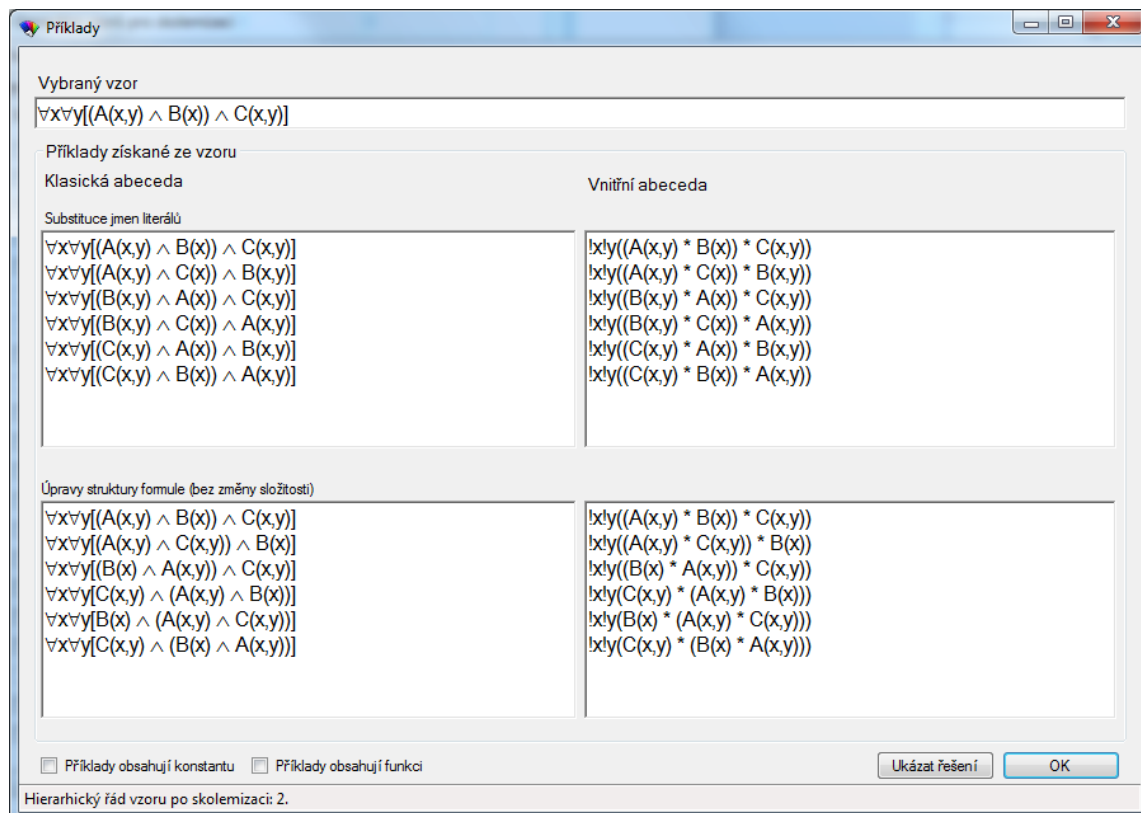 Příklady
Vybraný vzor
∀x∀y[(A(x,y) ∧ B(x)) ∧ C(x,y)]
Příklady získané ze vzoru
Klasická abeceda
Vnitřní abeceda
Substituce jmen literálů
∀x∀y[(A(x,y) ∧ B(x)) ∧ C(x,y)]
∀x∀y[(A(x,y) ∧ C(x)) ∧ B(x,y)]
∀x∀y[(B(x,y) ∧ A(x)) ∧ C(x,y)]
∀x∀y[(B(x,y) ∧ C(x)) ∧ A(x,y)]
∀x∀y[(C(x,y) ∧ A(x)) ∧ B(x,y)]
∀x∀y[(C(x,y) ∧ B(x)) ∧ A(x,y)]
!x!y((A(x,y) * B(x)) * C(x,y))
!x!y((A(x,y) * C(x)) * B(x,y))
!x!y((B(x,y) * A(x)) * C(x,y))
!x!y((B(x,y) * C(x)) * A(x,y))
!x!y((C(x,y) * A(x)) * B(x,y))
!x!y((C(x,y) * B(x)) * A(x,y))
Úpravy struktury formule (bez změny složitosti)
∀x∀y[(A(x,y) ∧ B(x)) ∧ C(x,y)]
∀x∀y[(A(x,y) ∧ C(x,y)) ∧ B(x)]
∀x∀y[(B(x) ∧ A(x,y)) ∧ C(x,y)]
∀x∀y[C(x,y) ∧ (A(x,y) ∧ B(x))]
∀x∀y[B(x) ∧ (A(x,y) ∧ C(x,y))]
∀x∀y[C(x,y) ∧ (B(x) ∧ A(x,y))]
!x!y((A(x,y) * B(x)) * C(x,y))
!x!y((A(x,y) * C(x,y)) * B(x))
!x!y((B(x) * A(x,y)) * C(x,y))
!x!y(C(x,y) * (A(x,y) * B(x)))
!x!y(B(x) * (A(x,y) * C(x,y)))
!x!y(C(x,y) * (B(x) * A(x,y)))
Příklady obsahují konstantu
Příklady obsahují funkci
Ukázat řešení
OK
Hierarhický řád vzoru po skolemizaci: 2.